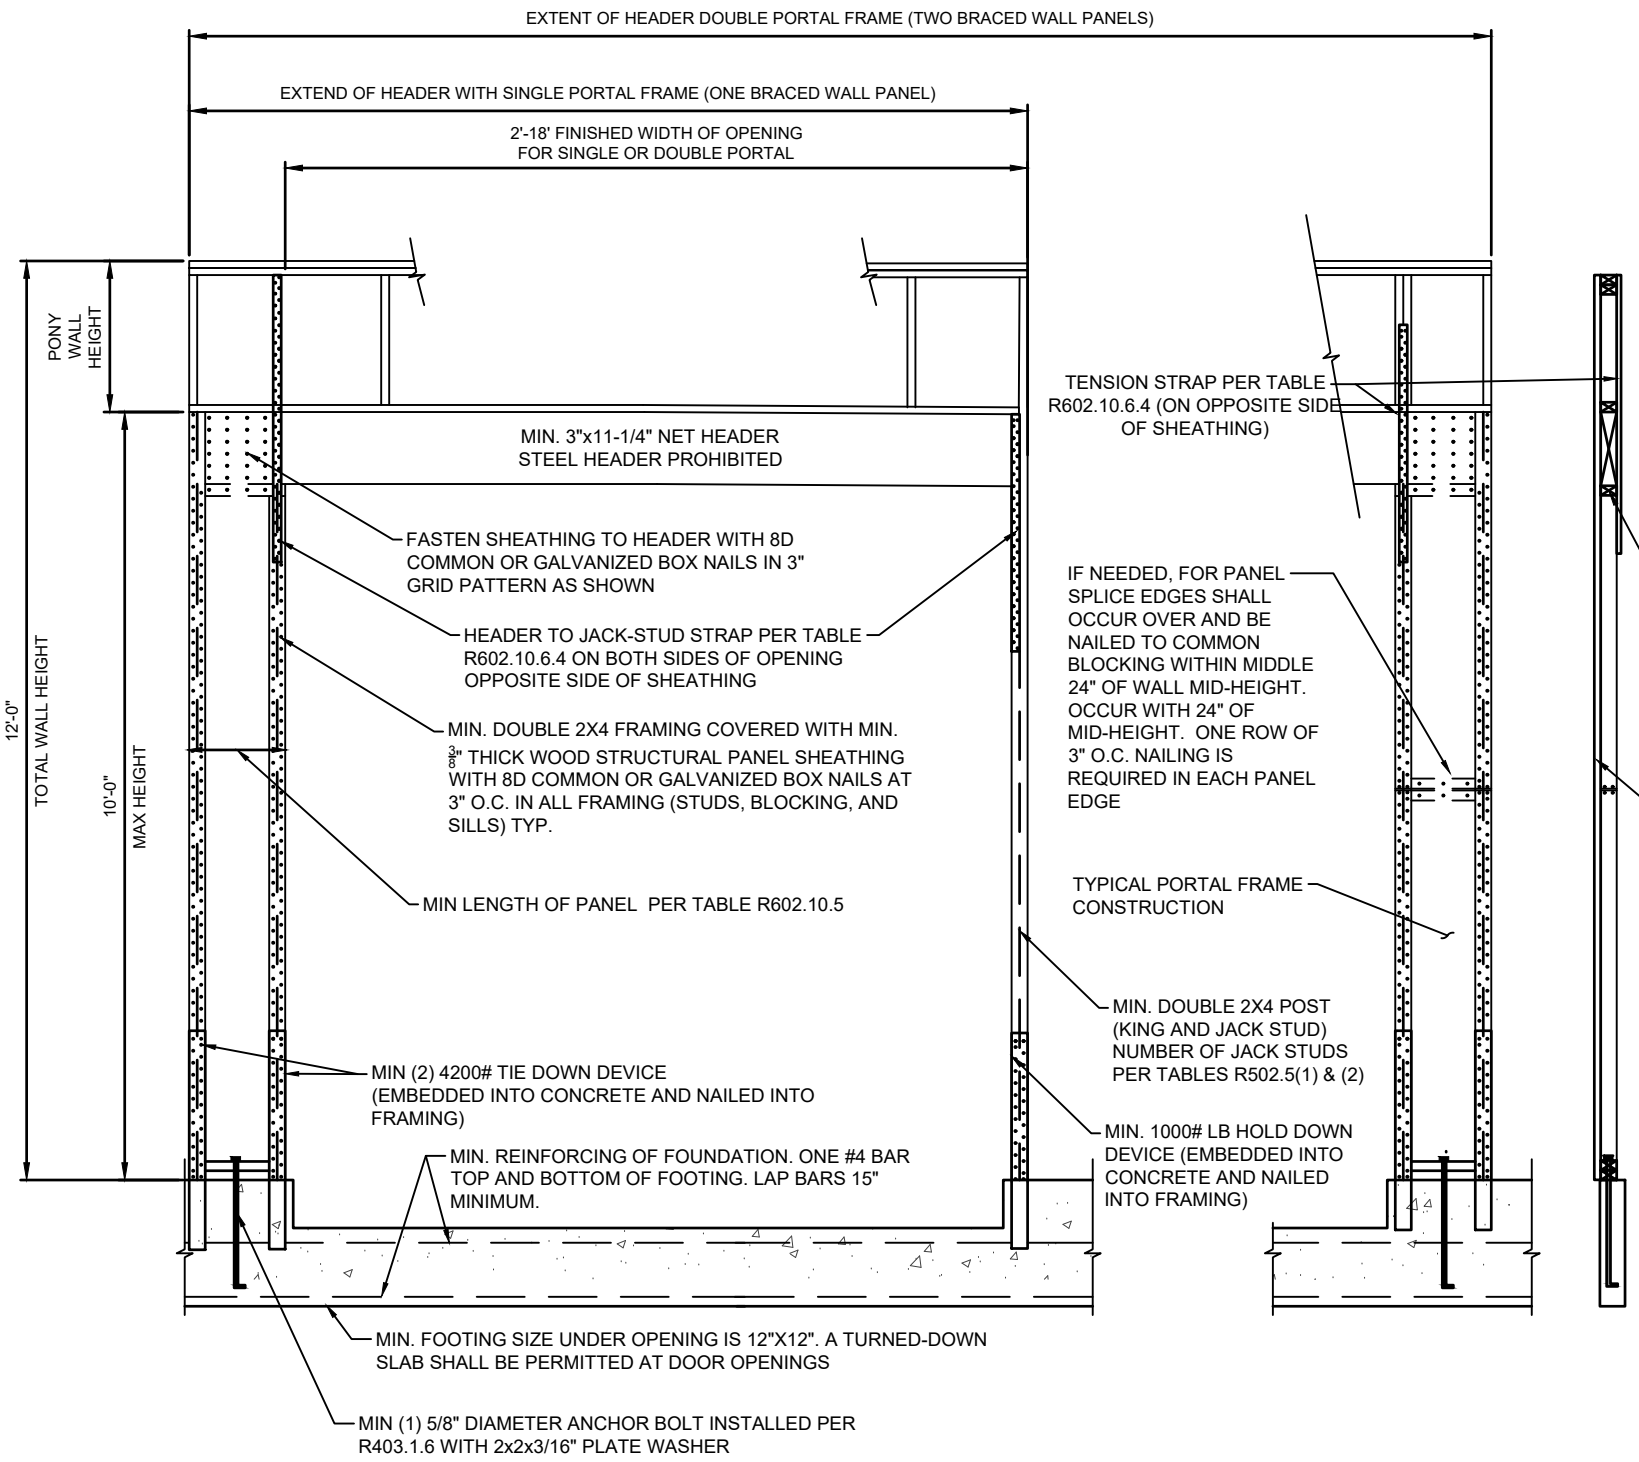 EXTENT OF HEADER DOUBLE PORTAL FRAME (TWO BRACED WALL PANELS)
EXTEND OF HEADER WITH SINGLE PORTAL FRAME (ONE BRACED WALL PANEL)
2'-18' FINISHED WIDTH OF OPENING
FOR SINGLE OR DOUBLE PORTAL
PONY
WALL
HEIGHT
12'-0"
TOTAL WALL HEIGHT
10'-0"
MAX HEIGHT
MIN. 3"x11-1/4" NET HEADER
STEEL HEADER PROHIBITED
TENSION STRAP PER TABLE
R602.10.6.4 (ON OPPOSITE SIDE
OF SHEATHING)
FASTEN SHEATHING TO HEADER WITH 8D
COMMON OR GALVANIZED BOX NAILS IN 3"
GRID PATTERN AS SHOWN
HEADER TO JACK-STUD STRAP PER TABLE
R602.10.6.4 ON BOTH SIDES OF OPENING
OPPOSITE SIDE OF SHEATHING
IF NEEDED, FOR PANEL
SPLICE EDGES SHALL
OCCUR OVER AND BE
NAILED TO COMMON
BLOCKING WITHIN MIDDLE
24" OF WALL MID-HEIGHT.
OCCUR WITH 24" OF
MID-HEIGHT. ONE ROW OF
3" O.C. NAILING IS
REQUIRED IN EACH PANEL
EDGE
MIN. DOUBLE 2X4 FRAMING COVERED WITH MIN.
3/8" THICK WOOD STRUCTURAL PANEL SHEATHING
WITH 8D COMMON OR GALVANIZED BOX NAILS AT
3" O.C. IN ALL FRAMING (STUDS, BLOCKING, AND
SILLS) TYP.
MIN LENGTH OF PANEL PER TABLE R602.10.5
TYPICAL PORTAL FRAME
CONSTRUCTION
MIN. DOUBLE 2X4 POST
(KING AND JACK STUD)
NUMBER OF JACK STUDS
PER TABLES R502.5(1) & (2)
MIN (2) 4200# TIE DOWN DEVICE
(EMBEDDED INTO CONCRETE AND NAILED INTO
FRAMING)
MIN. 1000# LB HOLD DOWN
DEVICE (EMBEDDED INTO
CONCRETE AND NAILED
INTO FRAMING)
MIN. REINFORCING OF FOUNDATION. ONE #4 BAR
TOP AND BOTTOM OF FOOTING. LAP BARS 15"
MINIMUM.
MIN. FOOTING SIZE UNDER OPENING IS 12"X12". A TURNED-DOWN
SLAB SHALL BE PERMITTED AT DOOR OPENINGS
MIN (1) 5/8" DIAMETER ANCHOR BOLT INSTALLED PER
R403.1.6 WITH 2x2x3/16" PLATE WASHER